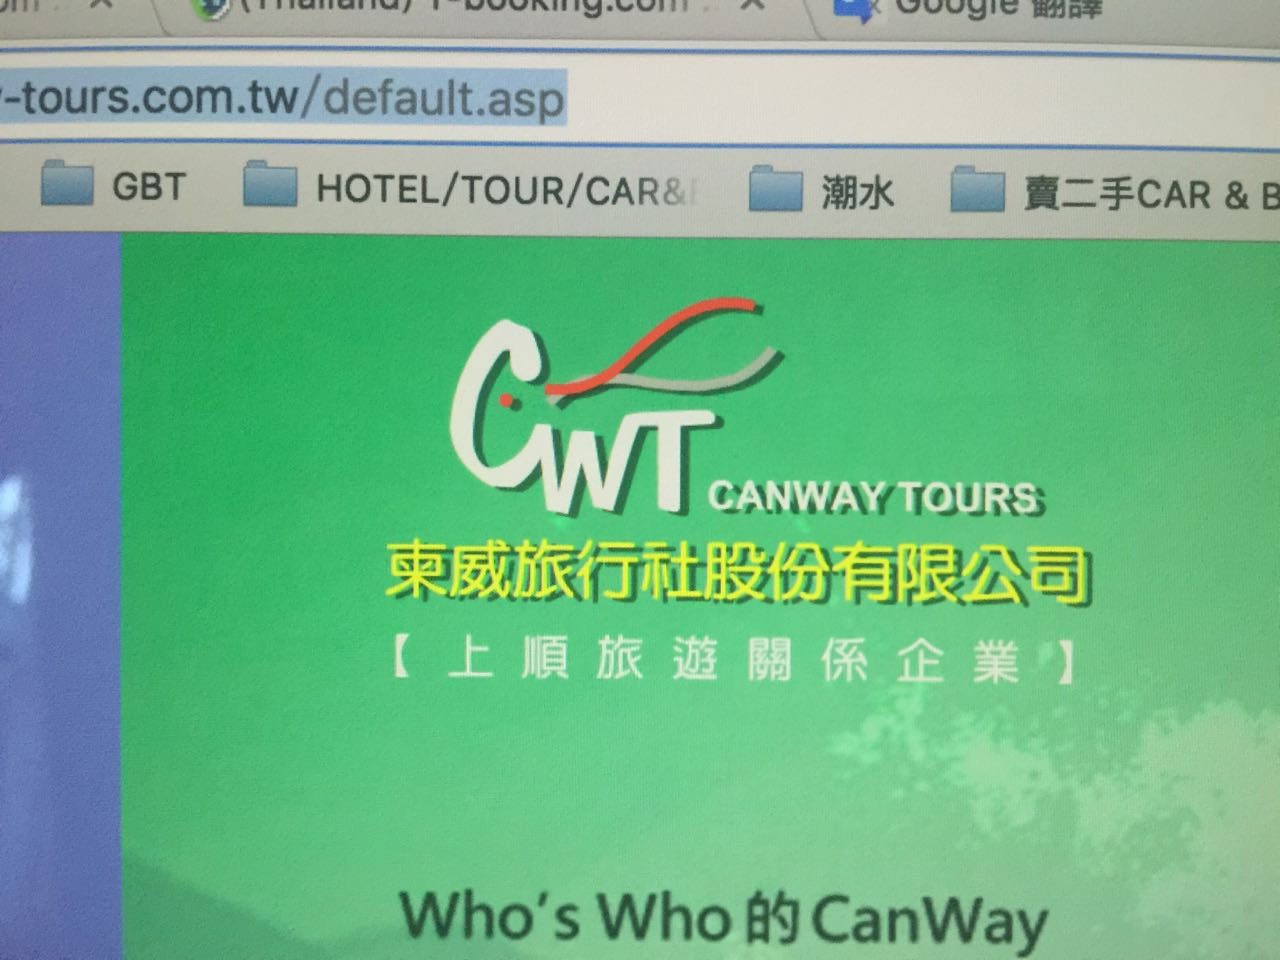 (Thailand) T-booking.com
Google 翻譯
-tours.com.tw/default.asp
GBT
HOTEL/TOUR/CAR&
潮水
賣二手CAR & B
CWT CANWAY TOURS
柬威旅行社股份有限公司
【上順旅遊關係企業】
Who's Who 的 CanWay